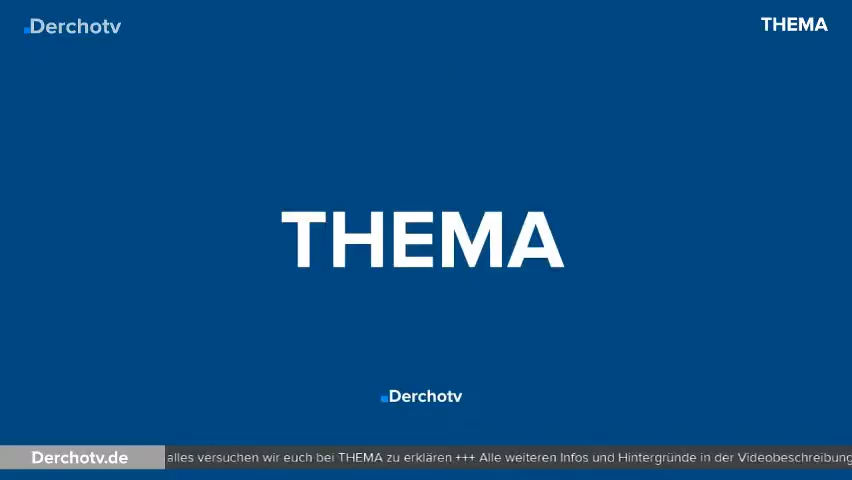 Derchotv
THEMA
THEMA
Derchotv
Derchotv.de
alles versuchen wir euch bei THEMA zu erklären +++ Alle weiteren Infos und Hintergründe in der Videobeschreibung